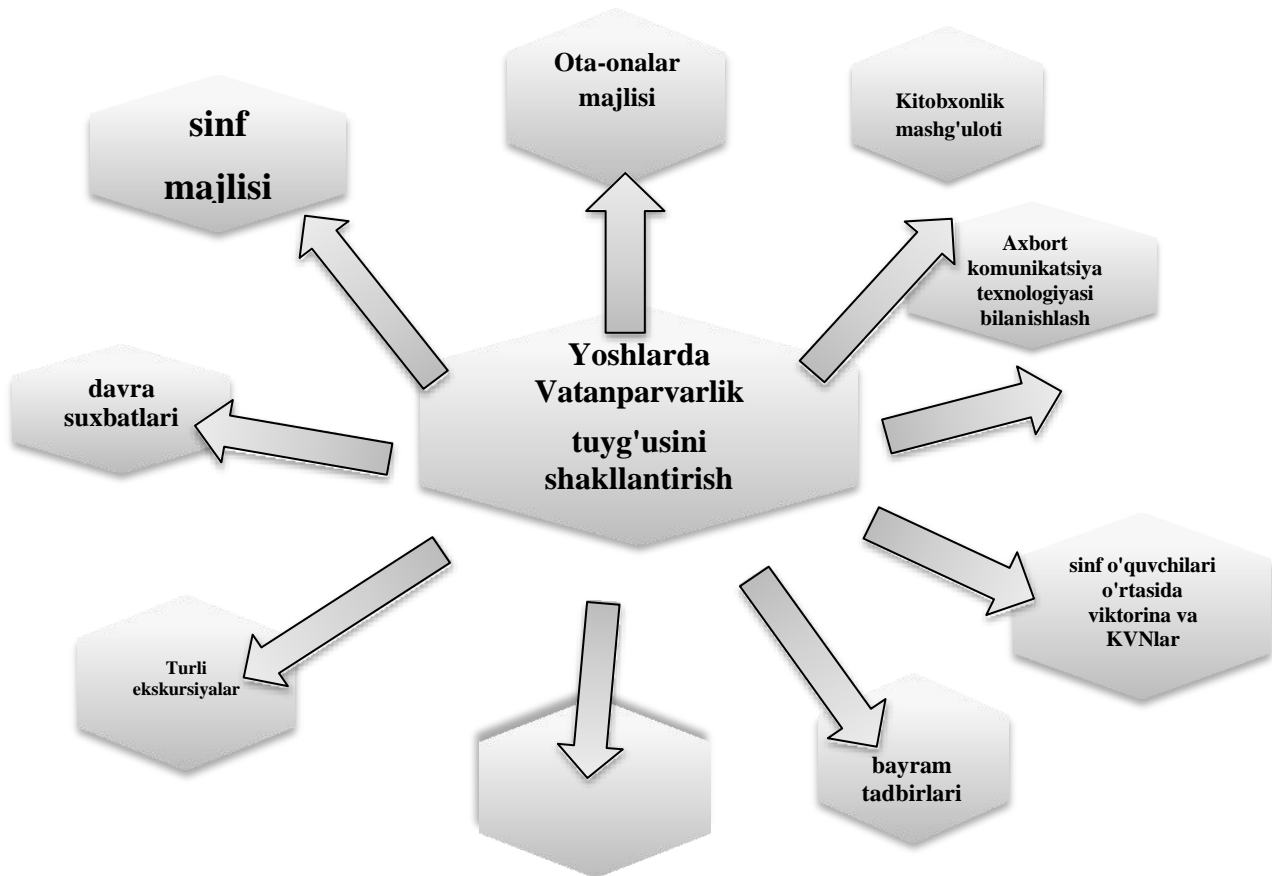 Ota-onalar
majlisi
Kitobxonlik
mashg'uloti
sinf
majlisi
Axbort
komunikatsiya
texnologiyasi
bilanishlash
Yoshlarda
Vatanparvarlik
tuyg'usini
shakllantirish
davra
suxbatlari
sinf o'quvchilari
o'rtasida
viktorina va
KVNlar
Turli
ekskursiyalar
bayram
tadbirlari